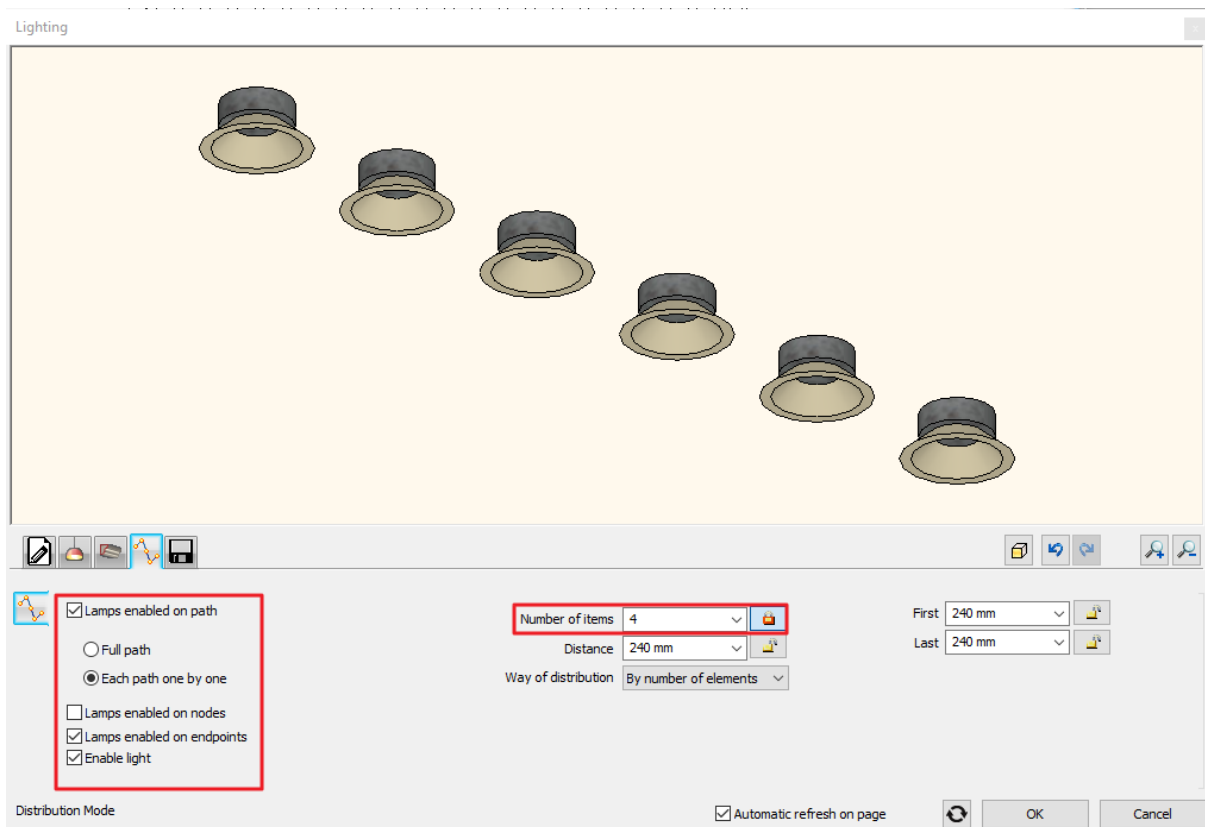 Lighting
Lamps enabled on path
Full path
Each path one by one
Lamps enabled on nodes
Lamps enabled on endpoints
Enable light
Number of items 4
Distance 240 mm
Way of distribution By number of elements
First 240 mm
Last 240 mm
Distribution Mode
Automatic refresh on page
OK
Cancel